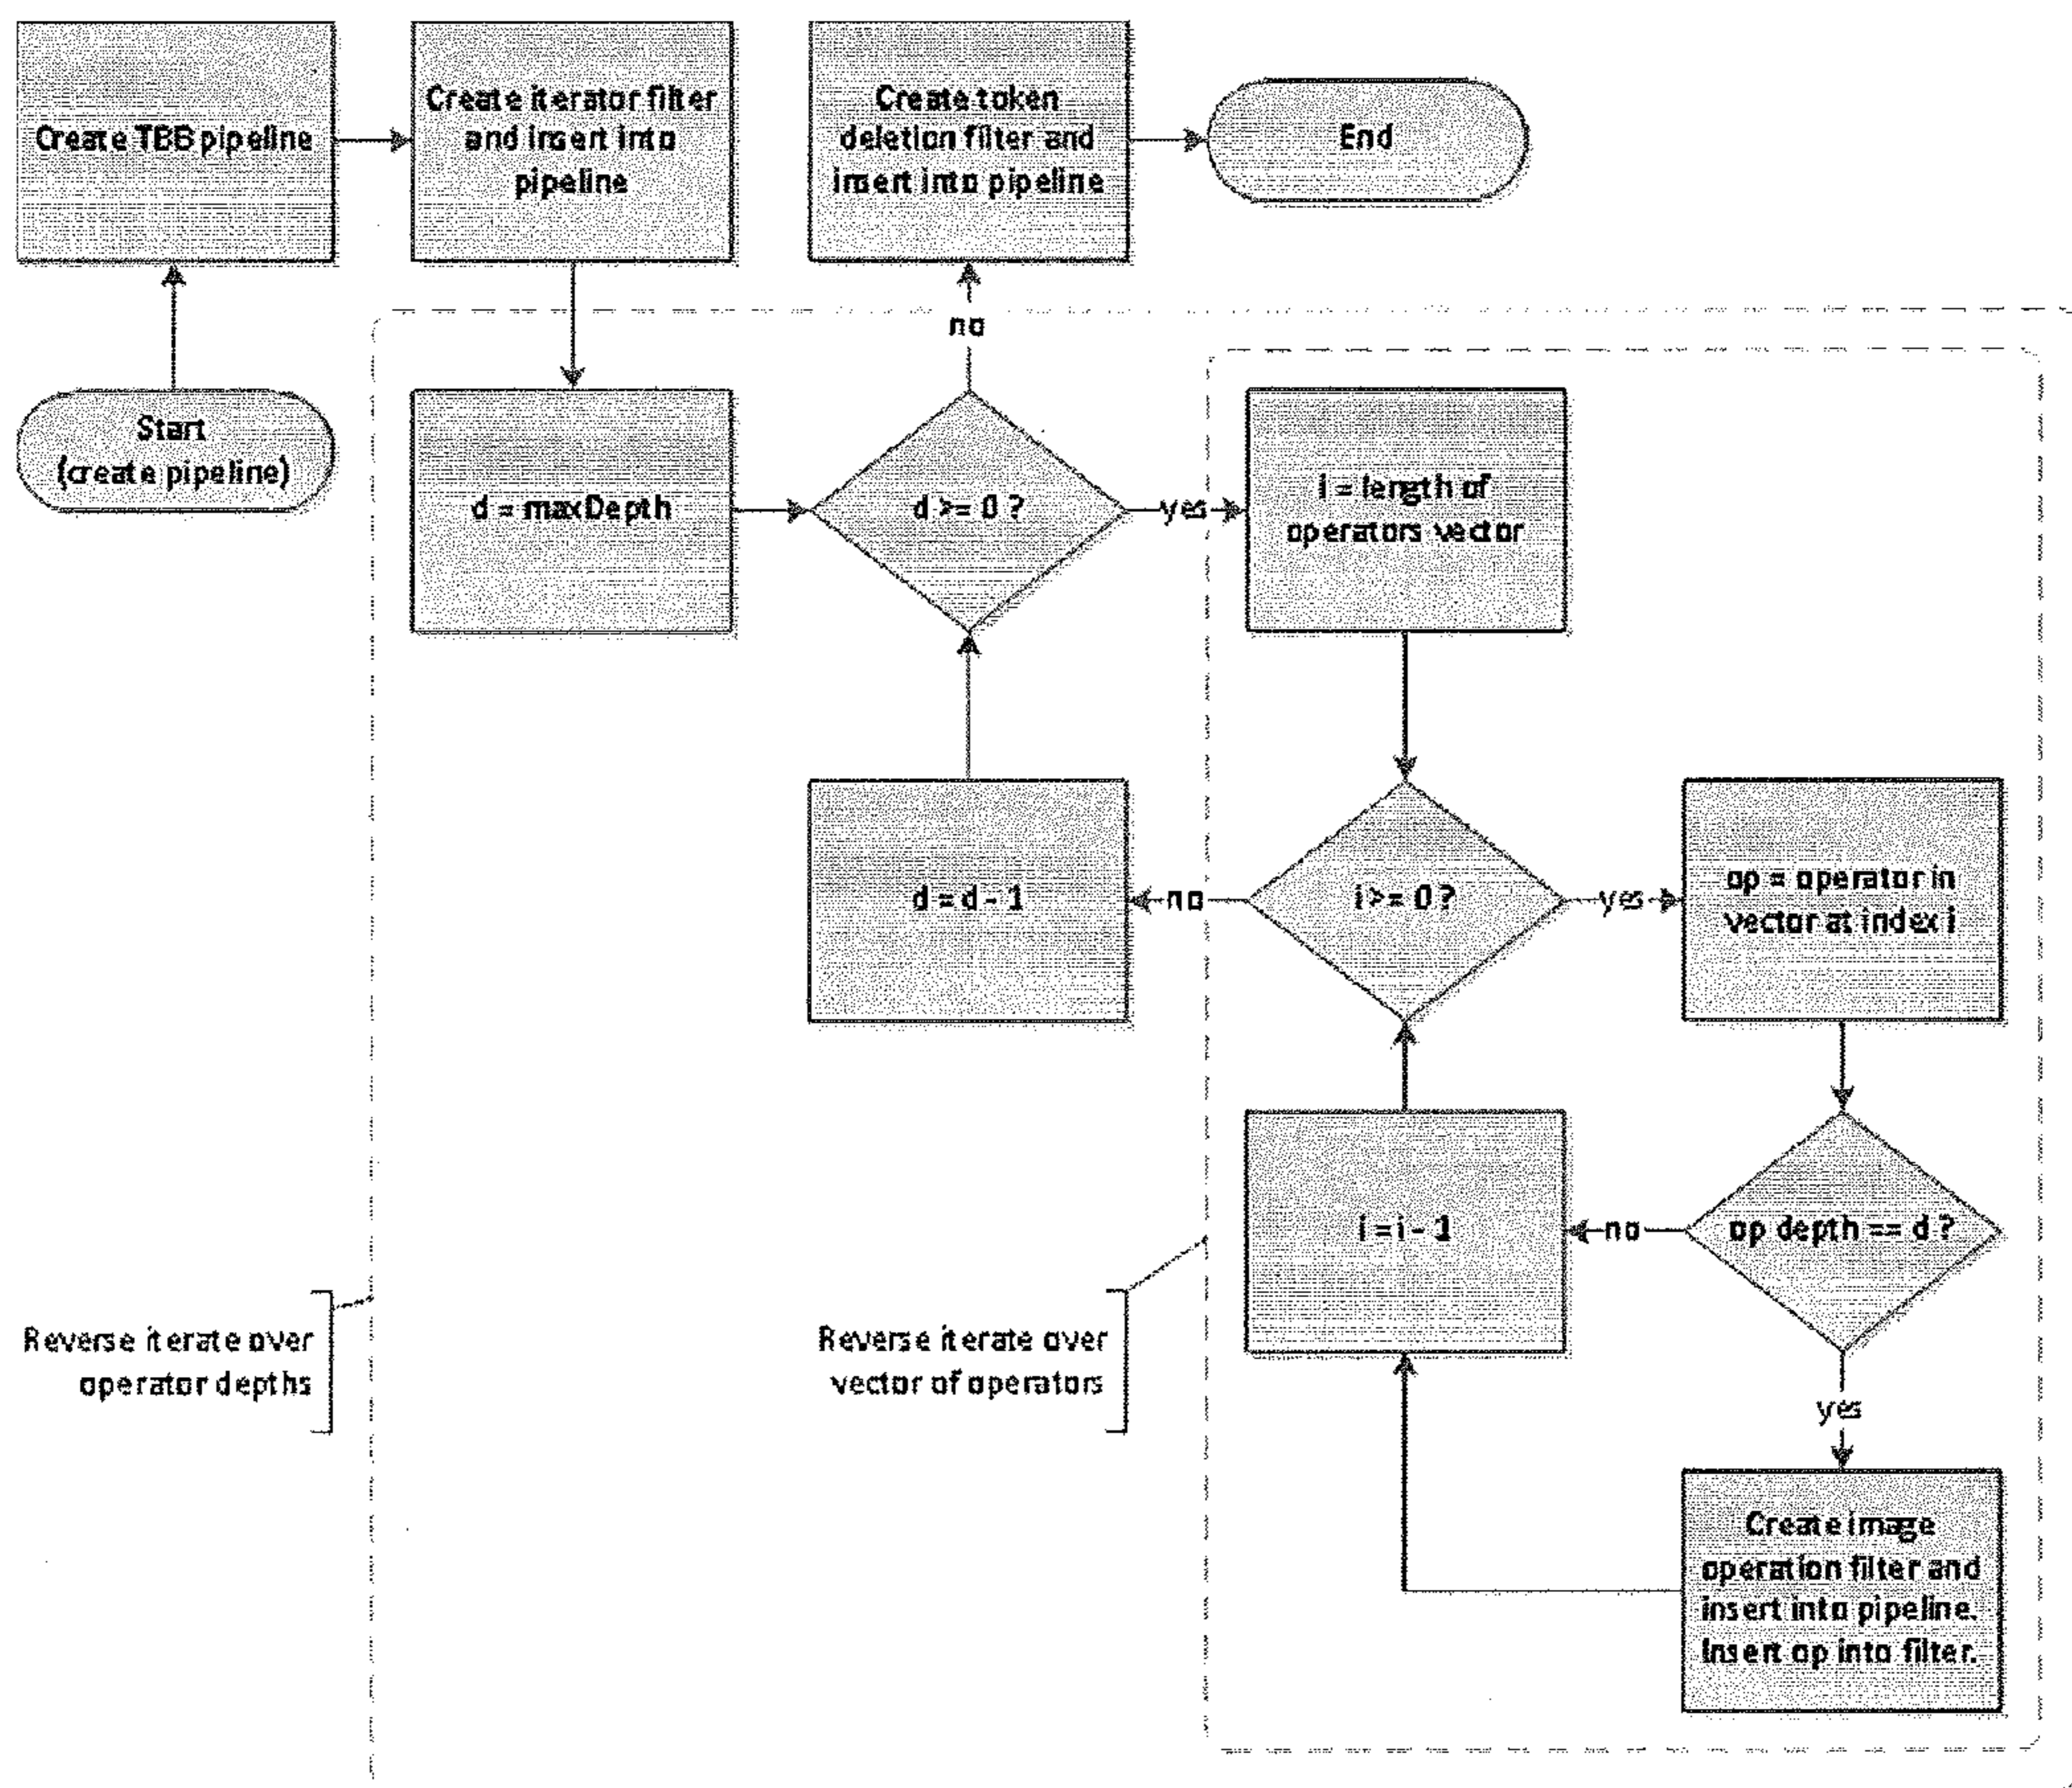 Create TBB pipeline
Create iterator filter
and insert into
pipeline
Create token
deletion filter and
insert into pipeline
End
no
Start
(create pipeline)
d = maxDepth
d >= 0 ?
yes
i = length of
operators vector
d = d - 1
no
i >= 0 ?
yes
op = operator in
vector at index i
i = i - 1
no
op depth == d ?
Reverse iterate over
operator depths
Reverse iterate over
vector of operators
yes
Create image
operation filter and
insert into pipeline.
Insert op into filter.